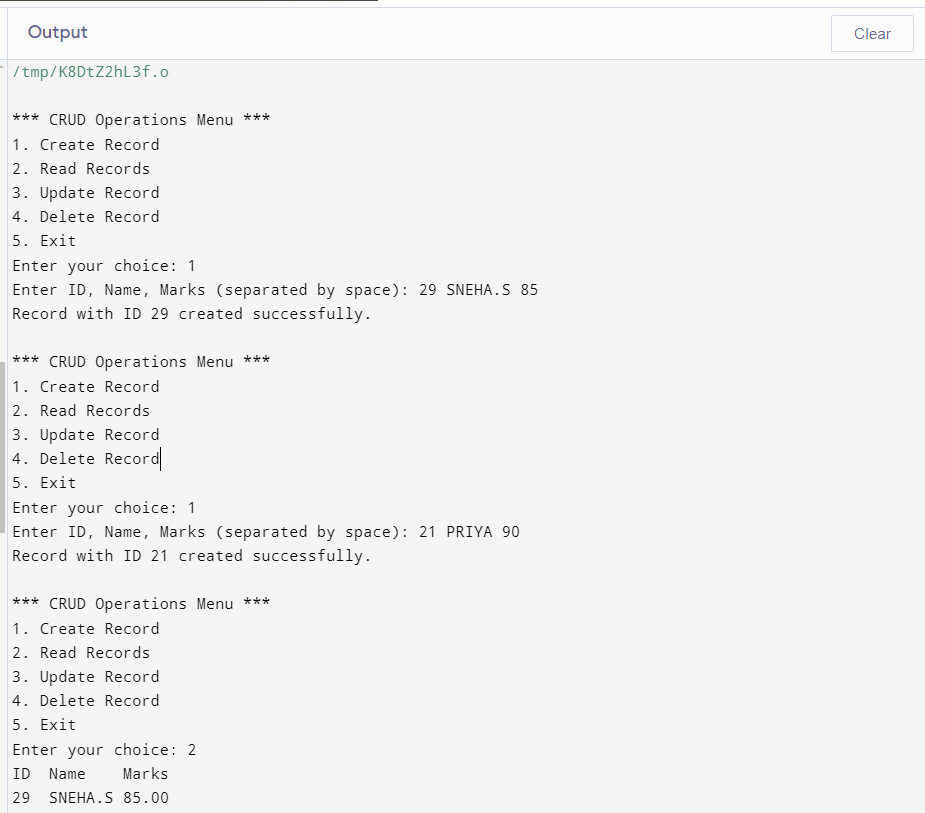 Output
Clear
/tmp/K8DtZ2hL3f.o
*** CRUD Operations Menu ***
1. Create Record
2. Read Records
3. Update Record
4. Delete Record
5. Exit
Enter your choice: 1
Enter ID, Name, Marks (separated by space): 29 SNEHA.S 85
Record with ID 29 created successfully.
*** CRUD Operations Menu ***
1. Create Record
2. Read Records
3. Update Record
4. Delete Record
5. Exit
Enter your choice: 1
Enter ID, Name, Marks (separated by space): 21 PRIYA 90
Record with ID 21 created successfully.
*** CRUD Operations Menu ***
1. Create Record
2. Read Records
3. Update Record
4. Delete Record
5. Exit
Enter your choice: 2
ID  Name    Marks
29  SNEHA.S 85.00